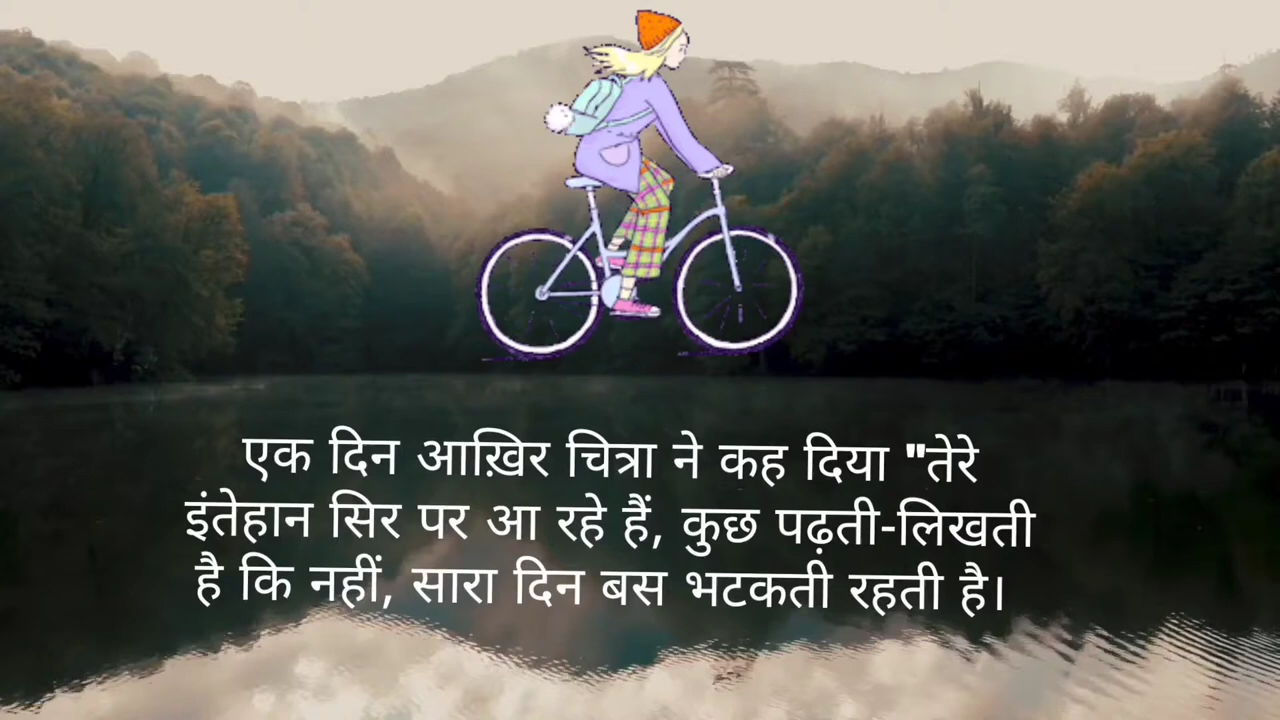 एक दिन आख़िर चित्रा ने कह दिया "तेरे
इंतेहान सिर पर आ रहे हैं, कुछ पढ़ती-लिखती
है कि नहीं, सारा दिन बस भटकती रहती है।